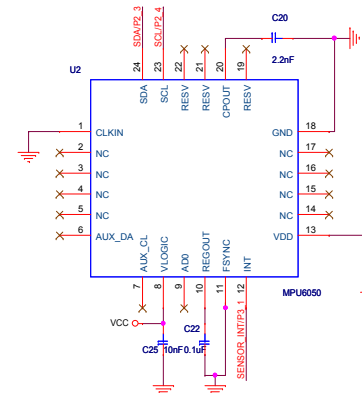 C20
2.2nF
SDA/P2_3
SCL/P2_4
U2
24 23 22 21 20 19
SDA SCL RESV RESV CPOUT RESV
1 CLKIN GND 18
2 NC NC 17
3 NC NC 16
4 NC NC 15
5 NC NC 14
6 AUX_DA VDD 13
AUX_CL VLOGIC AD0 REGOUT FSYNC INT
7 8 9 10 11 12
MPU6050
VCC
C22
C25 10nF 0.1uF
SENSOR_INT/P3_1